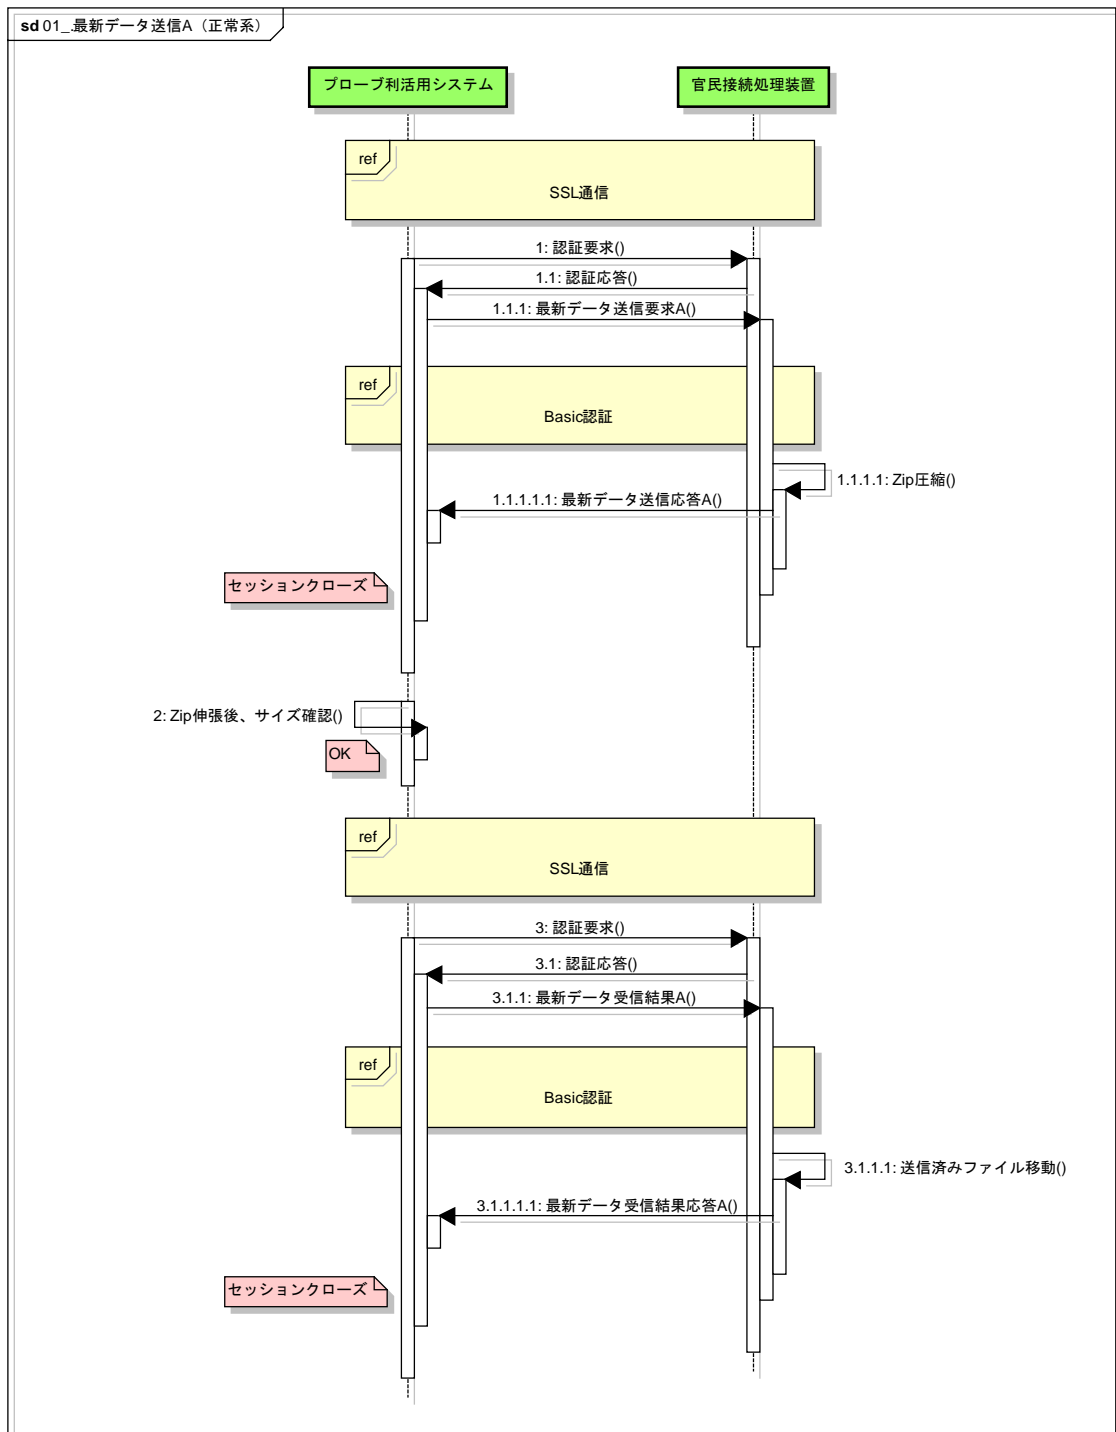 sd 01_.最新データ送信A（正常系）
プローブ利活用システム
官民接続処理装置
ref
SSL通信
1: 認証要求()
1.1: 認証応答()
1.1.1: 最新データ送信要求A()
ref
Basic認証
1.1.1.1: Zip圧縮()
1.1.1.1.1: 最新データ送信応答A()
セッションクローズ
2: Zip伸張後、サイズ確認()
OK
ref
SSL通信
3: 認証要求()
3.1: 認証応答()
3.1.1: 最新データ受信結果A()
ref
Basic認証
3.1.1.1: 送信済みファイル移動()
3.1.1.1.1: 最新データ受信結果応答A()
セッションクローズ